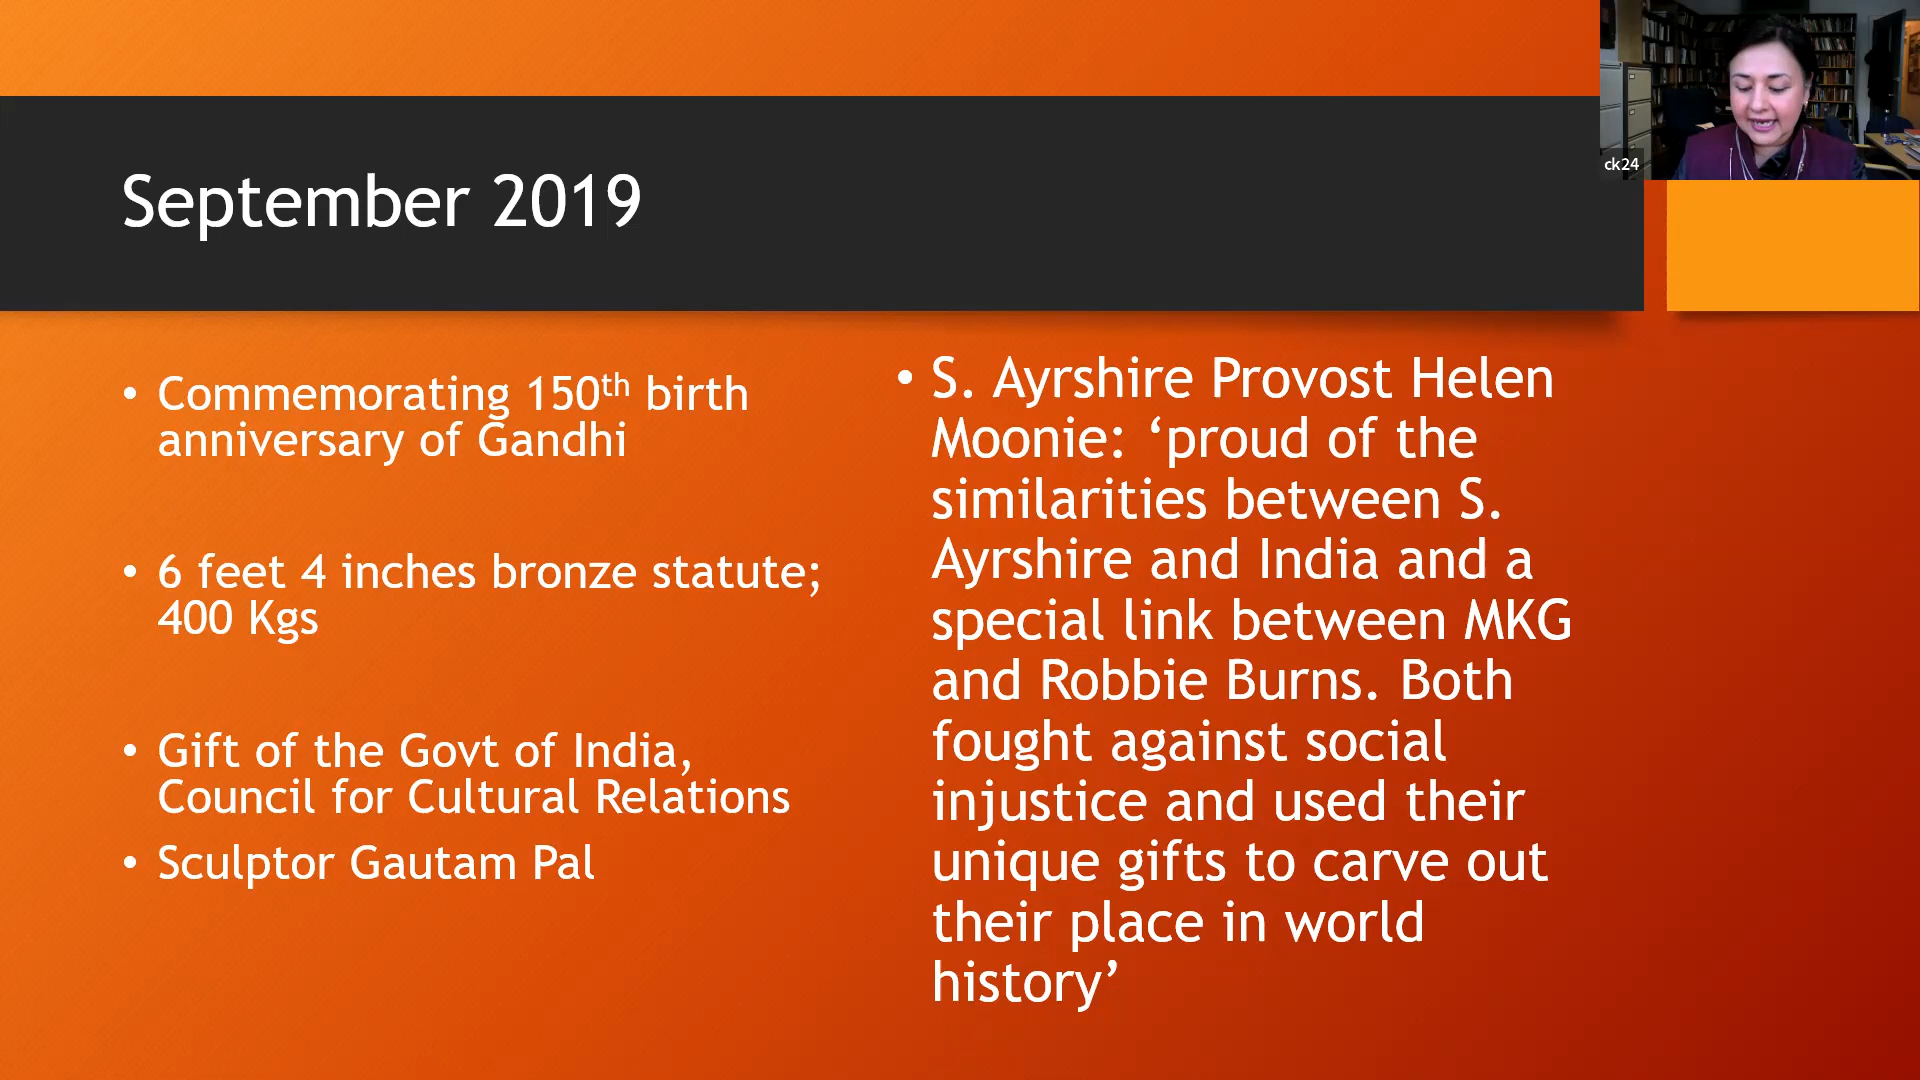 September 2019
• Commemorating 150th birth
anniversary of Gandhi
• 6 feet 4 inches bronze statute;
400 Kgs
• Gift of the Govt of India,
Council for Cultural Relations
• Sculptor Gautam Pal
• S. Ayrshire Provost Helen
Moonie: ‘proud of the
similarities between S.
Ayrshire and India and a
special link between MKG
and Robbie Burns. Both
fought against social
injustice and used their
unique gifts to carve out
their place in world
history’
ck24